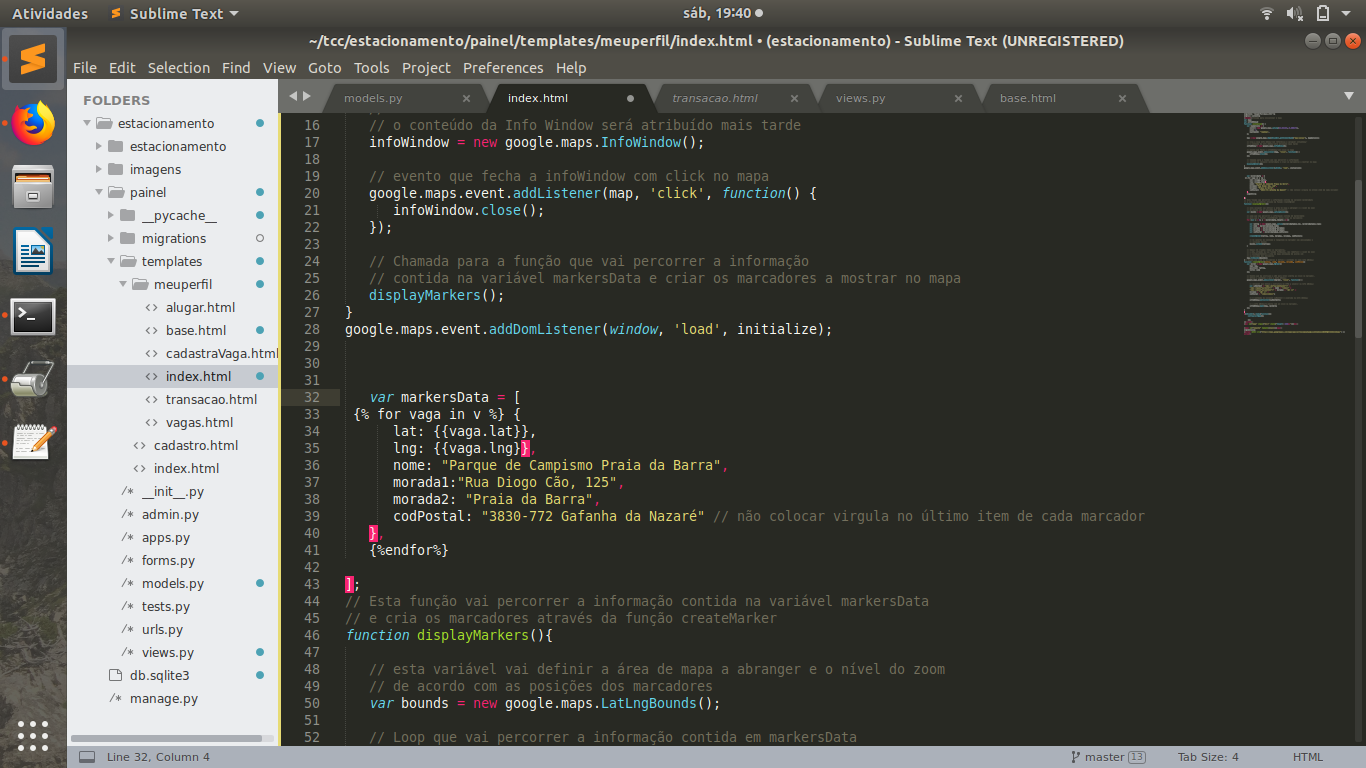 Atividades Sublime Text sáb, 19:40
~/tcc/estacionamento/painel/templates/meuperfil/index.html • (estacionamento) - Sublime Text (UNREGISTERED)
File Edit Selection Find View Goto Tools Project Preferences Help
FOLDERS
estacionamento
estacionamento
imagens
painel
__pycache__
migrations
templates
meuperfil
<> alugar.html
<> base.html
<> cadastraVaga.html
<> index.html
<> transacao.html
<> vagas.html
<> cadastro.html
<> index.html
/* __init__.py
/* admin.py
/* apps.py
/* forms.py
/* models.py
/* tests.py
/* urls.py
/* views.py
db.sqlite3
/* manage.py
models.py × index.html ● transacao.html × views.py × base.html ×
16 // o conteúdo da Info Window será atribuído mais tarde
17 infoWindow = new google.maps.InfoWindow();
18
19 // evento que fecha a infoWindow com click no mapa
20 google.maps.event.addListener(map, 'click', function() {
21 infoWindow.close();
22 });
23
24 // Chamada para a função que vai percorrer a informação
25 // contida na variável markersData e criar os marcadores a mostrar no mapa
26 displayMarkers();
27 }
28 google.maps.event.addDomListener(window, 'load', initialize);
29
30
31
32 var markersData = [
33 {% for vaga in v %} {
34 lat: {{vaga.lat}},
35 lng: {{vaga.lng}},
36 nome: "Parque de Campismo Praia da Barra",
37 morada1:"Rua Diogo Cão, 125",
38 morada2: "Praia da Barra",
39 codPostal: "3830-772 Gafanha da Nazaré" // não colocar virgula no último item de cada marcador
40 },
41 {%endfor%}
42
43 ];
44 // Esta função vai percorrer a informação contida na variável markersData
45 // e cria os marcadores através da função createMarker
46 function displayMarkers(){
47
48 // esta variável vai definir a área de mapa a abranger e o nível do zoom
49 // de acordo com as posições dos marcadores
50 var bounds = new google.maps.LatLngBounds();
51
52 // Loop que vai percorrer a informação contida em markersData
Line 32, Column 4 master 13 Tab Size: 4 HTML